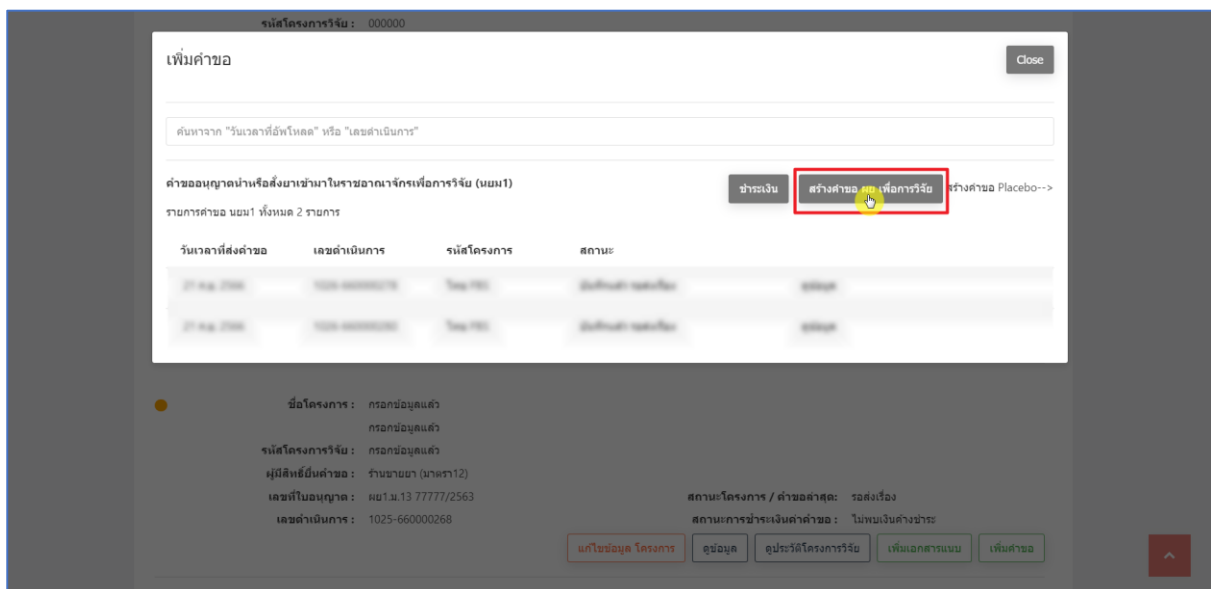 รหัสโครงการวิจัย : 000000
เพิ่มคำขอ
Close
ค้นหาจาก "วันเวลาที่อัพโหลด" หรือ "เลขดำเนินการ"
คำขออนุญาตนำหรือสั่งยาเข้ามาในราชอาณาจักรเพื่อการวิจัย (นยม1)
ชำระเงิน สร้างคำขอ ผย เพื่อการวิจัย สร้างคำขอ Placebo-->
รายการคำขอ นยม1 ทั้งหมด 2 รายการ
วันเวลาที่ส่งคำขอ เลขดำเนินการ รหัสโครงการ สถานะ
ชื่อโครงการ : กรอกข้อมูลแล้ว
กรอกข้อมูลแล้ว
รหัสโครงการวิจัย : กรอกข้อมูลแล้ว
ผู้มีสิทธิ์ยื่นคำขอ : ร้านขายยา (มาตรา12)
เลขที่ใบอนุญาต : ผย1.ม.13 77777/2563 สถานะโครงการ / คำขอล่าสุด: รอส่งเรื่อง
เลขดำเนินการ : 1025-660000268 สถานะการชำระเงินค่าคำขอ : ไม่พบเงินค้างชำระ
แก้ไขข้อมูล โครงการ ดูข้อมูล ดูประวัติโครงการวิจัย เพิ่มเอกสารแนบ เพิ่มคำขอ